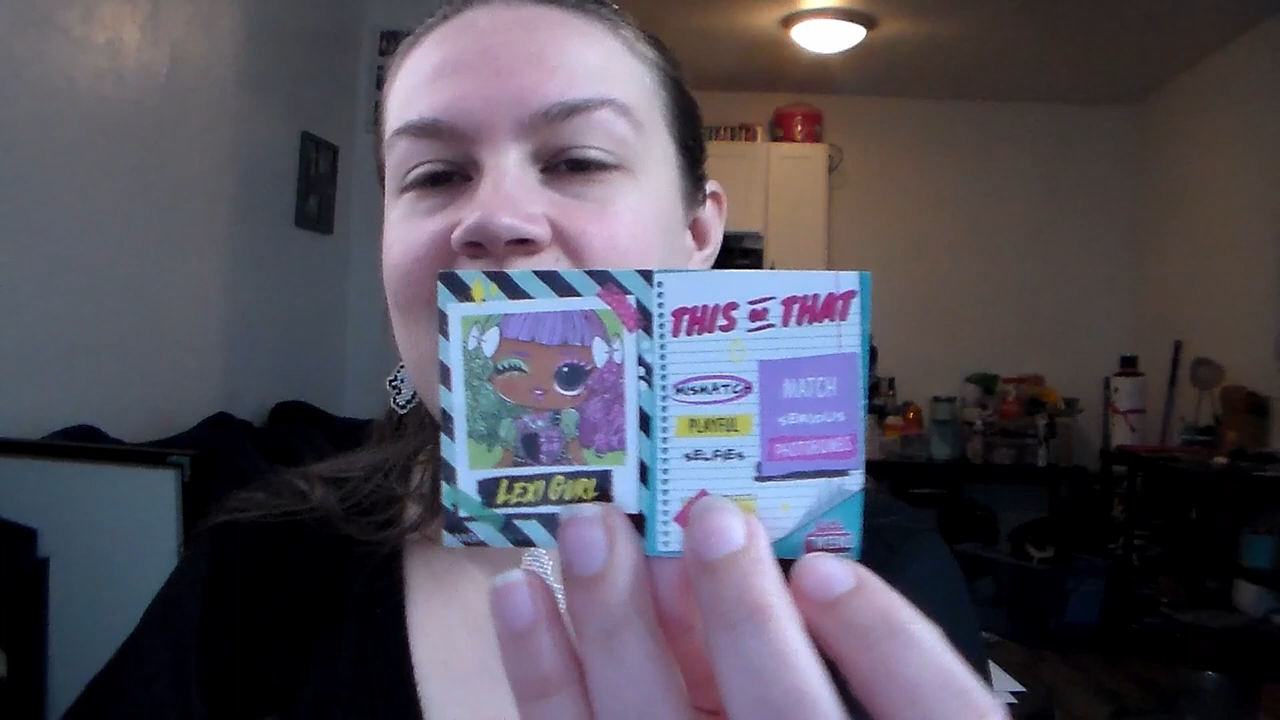 LEXI GURL
THIS OR THAT
MISMATCH
MATCH
PLAYFUL
SERIOUS
SELFIES
PHOTOBOMBS